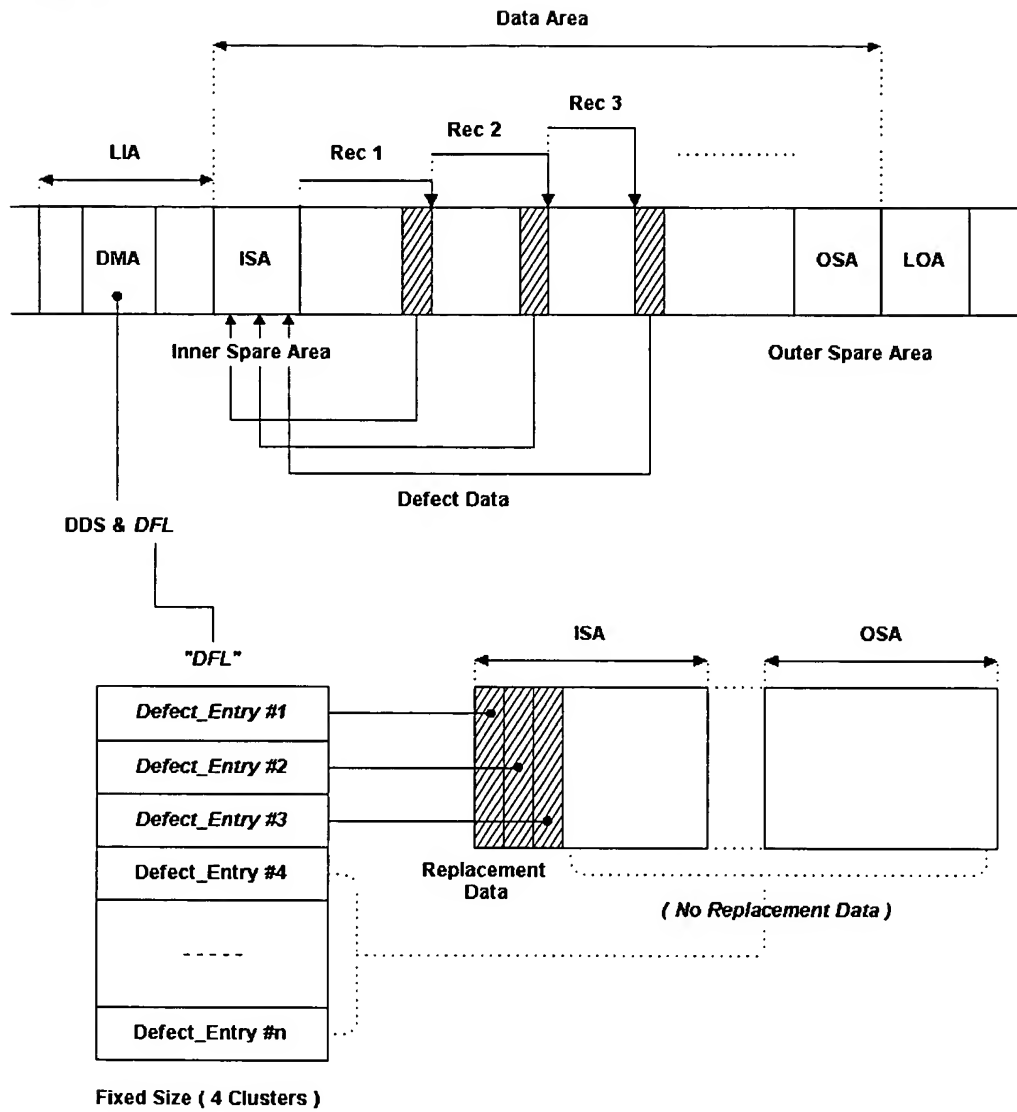 Data Area
Rec 3
Rec 2
LIA
Rec 1
DMA
ISA
OSA
LOA
Inner Spare Area
Outer Spare Area
Defect Data
DDS & DFL
"DFL"
ISA
OSA
Defect_Entry #1
Defect_Entry #2
Defect_Entry #3
Defect_Entry #4
Replacement
Data
( No Replacement Data )
-----
Defect_Entry #n
Fixed Size ( 4 Clusters )